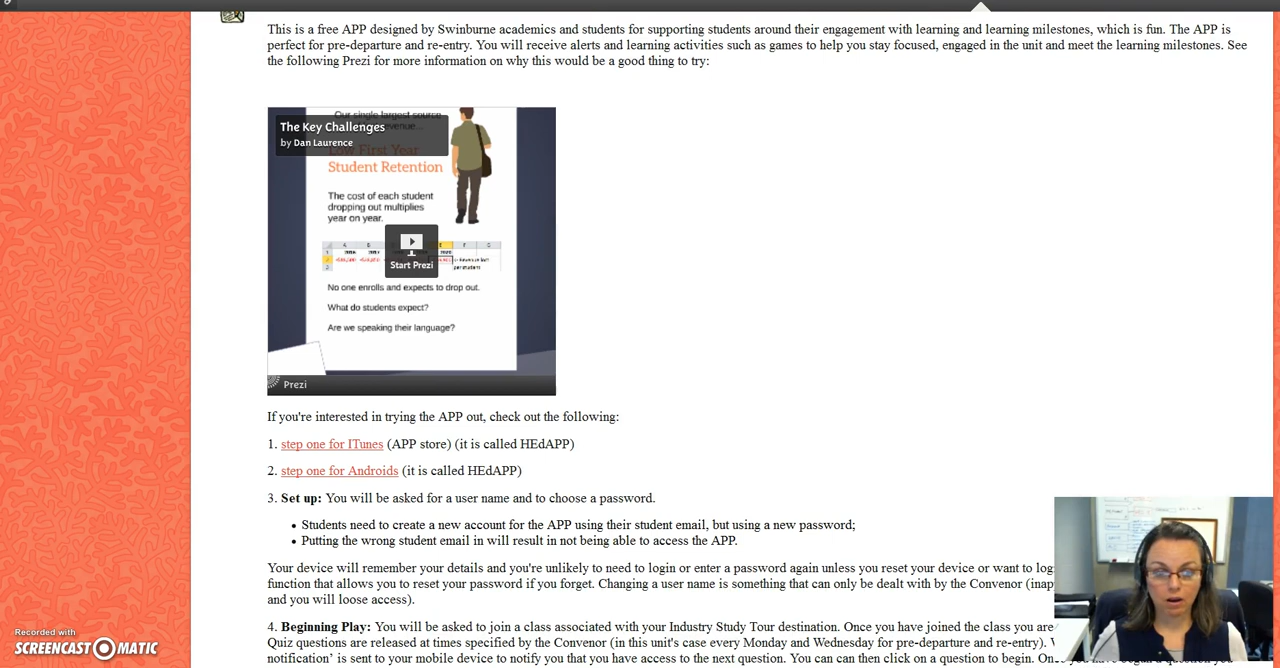 This is a free APP designed by Swinburne academics and students for supporting students around their engagement with learning and learning milestones, which is fun. The APP is
perfect for pre-departure and re-entry. You will receive alerts and learning activities such as games to help you stay focused, engaged in the unit and meet the learning milestones. See
the following Prezi for more information on why this would be a good thing to try:
Our single largest source
The Key Challenges
by Dan Laurence
Low First Year
Student Retention
The cost of each student
dropping out multiplies
year on year.
Start Prezi
No one enrolls and expects to drop out.
What do students expect?
Are we speaking their language?
Prezi
If you're interested in trying the APP out, check out the following:
1. step one for ITunes (APP store) (it is called HEdAPP)
2. step one for Androids (it is called HEdAPP)
3. Set up: You will be asked for a user name and to choose a password.
• Students need to create a new account for the APP using their student email, but using a new password;
• Putting the wrong student email in will result in not being able to access the APP.
Your device will remember your details and you're unlikely to need to login or enter a password again unless you reset your device or want to log
function that allows you to reset your password if you forget. Changing a user name is something that can only be dealt with by the Convenor
and you will loose access).
4. Beginning Play: You will be asked to join a class associated with your Industry Study Tour destination. Once you have joined the class you are
Quiz questions are released at times specified by the Convenor (in this unit's case every Monday and Wednesday for pre-departure and re-entry).
notification' is sent to your mobile device to notify you that you have access to the next question. You can then click on a question to begin.
Recorded with
SCREENCAST-O-MATIC